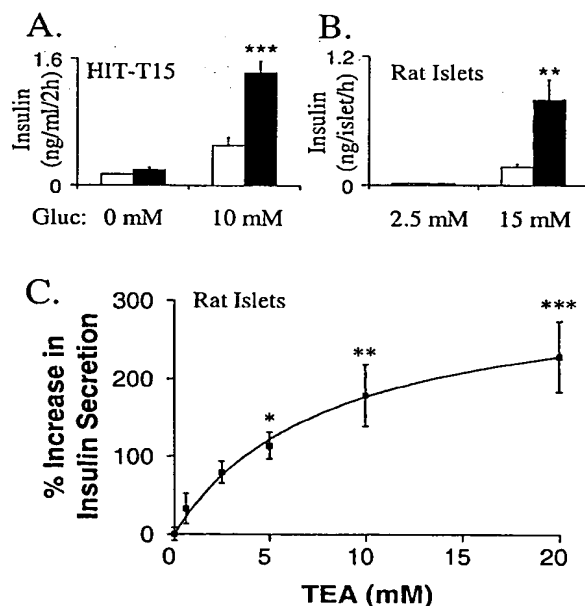 A.
HIT-T15
***
1.6
0
Insulin
(ng/ml/2h)
Gluc: 0 mM 10 mM
B.
Rat Islets
**
1.2
0
Insulin
(ng/islet/h)
2.5 mM 15 mM
C.
Rat Islets
300
200
100
0
% Increase in
Insulin Secretion
*
**
***
0 5 10 15 20
TEA (mM)